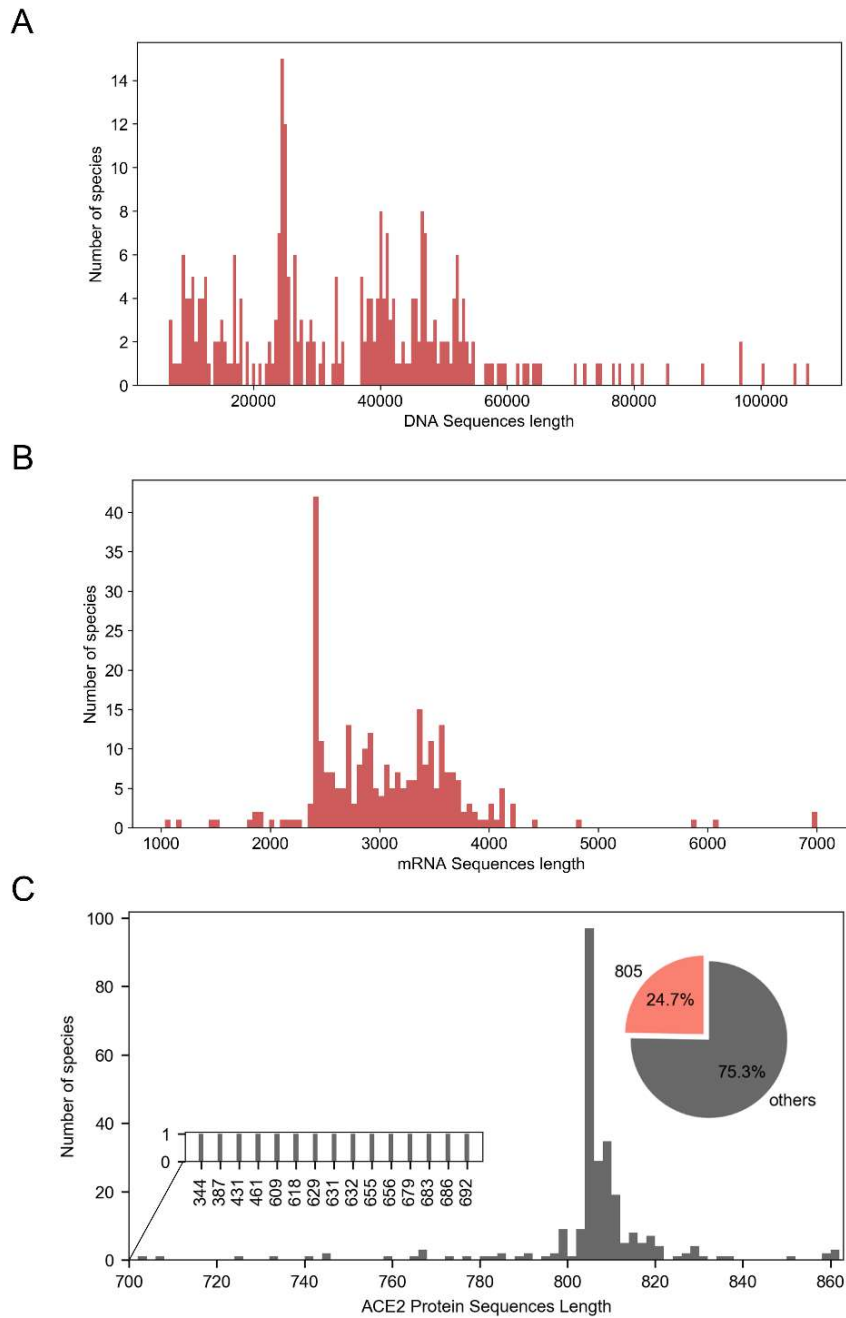 A
14
12
10
8
6
4
2
0
Number of species
20000 40000 60000 80000 100000
DNA Sequences length
B
40
35
30
25
20
15
10
5
0
Number of species
1000 2000 3000 4000 5000 6000 7000
mRNA Sequences length
C
100
80
60
40
20
0
Number of species
805
24.7%
75.3%
others
1
0
344 387 431 461 609 618 629 631 632 655 656 679 683 686 692
700 720 740 760 780 800 820 840 860
ACE2 Protein Sequences Length